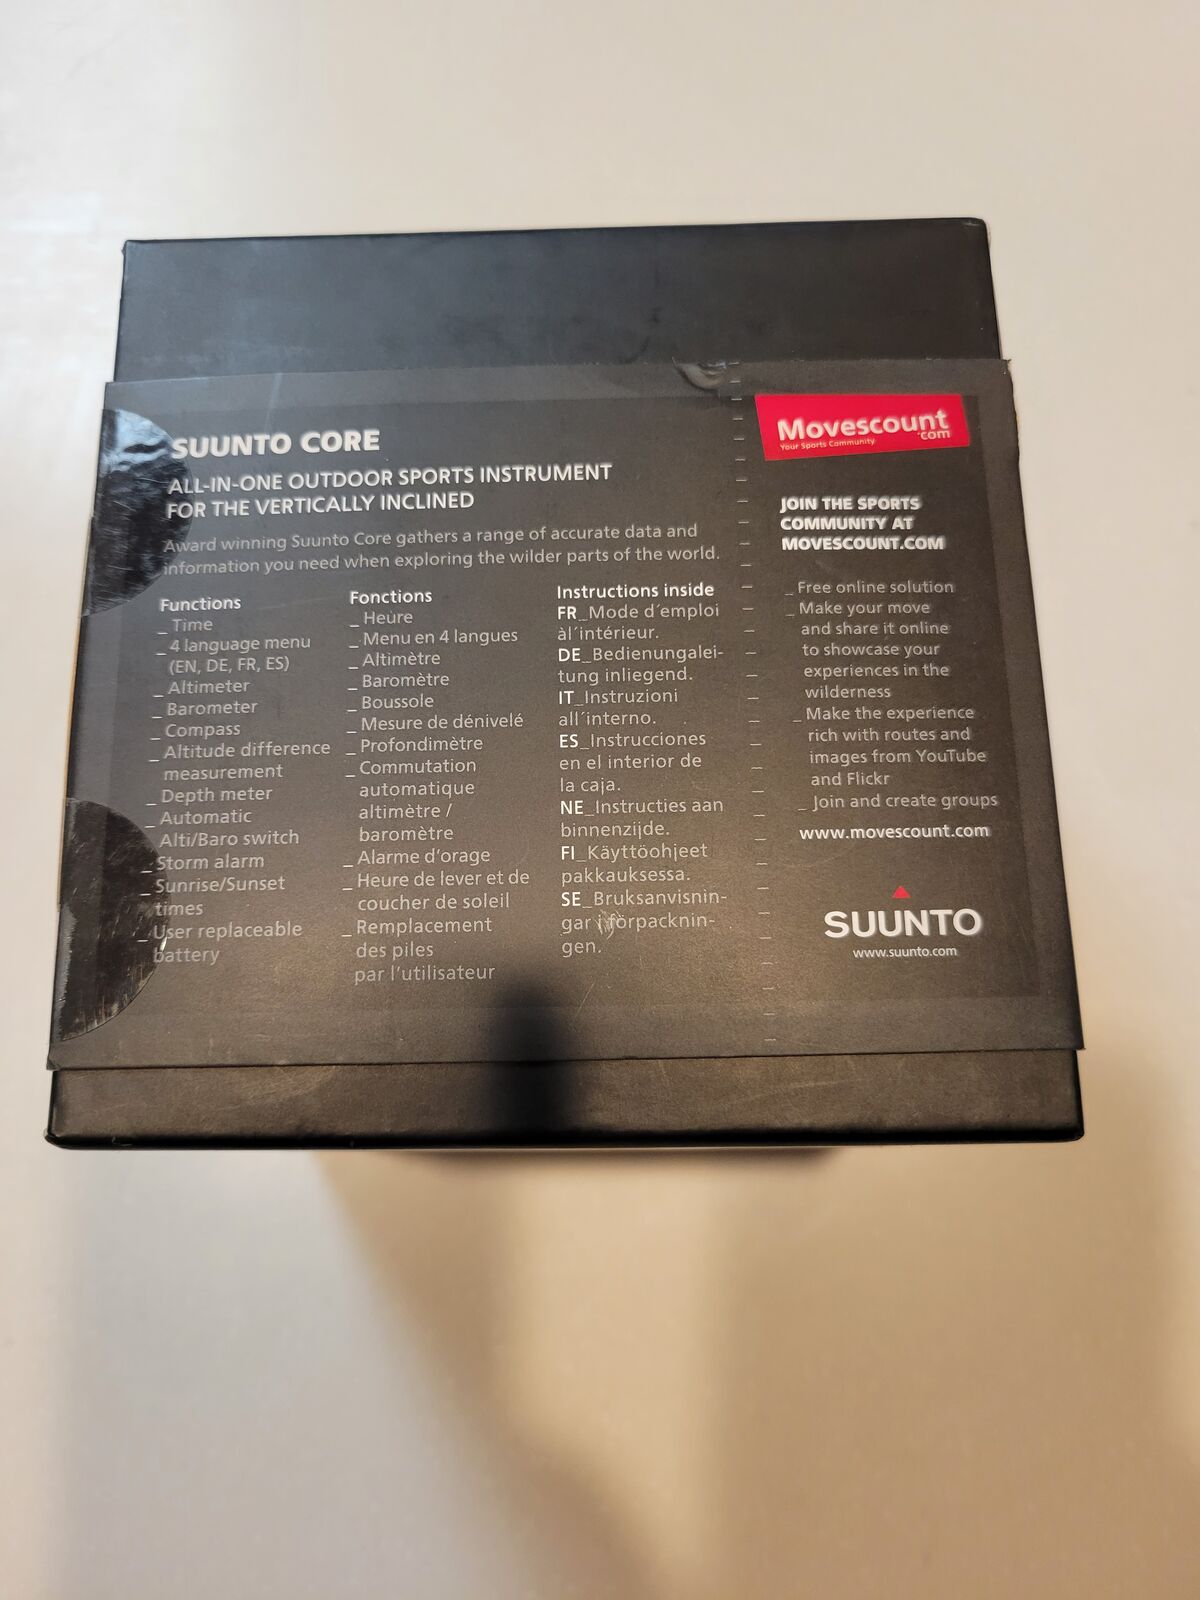 SUUNTO CORE
ALL-IN-ONE OUTDOOR SPORTS INSTRUMENT
FOR THE VERTICALLY INCLINED
Award winning Suunto Core gathers a range of accurate data and
information you need when exploring the wilder parts of the world.
Functions
_ Time
_ 4 language menu
(EN, DE, FR, ES)
_ Altimeter
_ Barometer
_ Compass
_ Altitude difference
measurement
_ Depth meter
_ Automatic
Alti/Baro switch
_ Storm alarm
_ Sunrise/Sunset
times
_ User replaceable
battery
Fonctions
_ Heure
_ Menu en 4 langues
_ Altimètre
_ Baromètre
_ Boussole
_ Mesure de dénivelé
_ Profondimètre
_ Commutation
automatique
altimètre /
baromètre
_ Alarme d'orage
_ Heure de lever et de
coucher de soleil
_ Remplacement
des piles
par l'utilisateur
Instructions inside
FR_Mode d´emploi
àl´intérieur.
DE_Bedienungalei-
tung inliegend.
IT_Instruzioni
all´interno.
ES_Instrucciones
en el interior de
la caja.
NE_Instructies aan
binnenzijde.
FI_Käyttöohjeet
pakkauksessa.
SE_Bruksanvisnin-
gar i förpacknin-
gen.
Movescount
.com
Your Sports Community
JOIN THE SPORTS
COMMUNITY AT
MOVESCOUNT.COM
_ Free online solution
_ Make your move
and share it online
to showcase your
experiences in the
wilderness
_ Make the experience
rich with routes and
images from YouTube
and Flickr
_ Join and create groups
www.movescount.com
SUUNTO
www.suunto.com